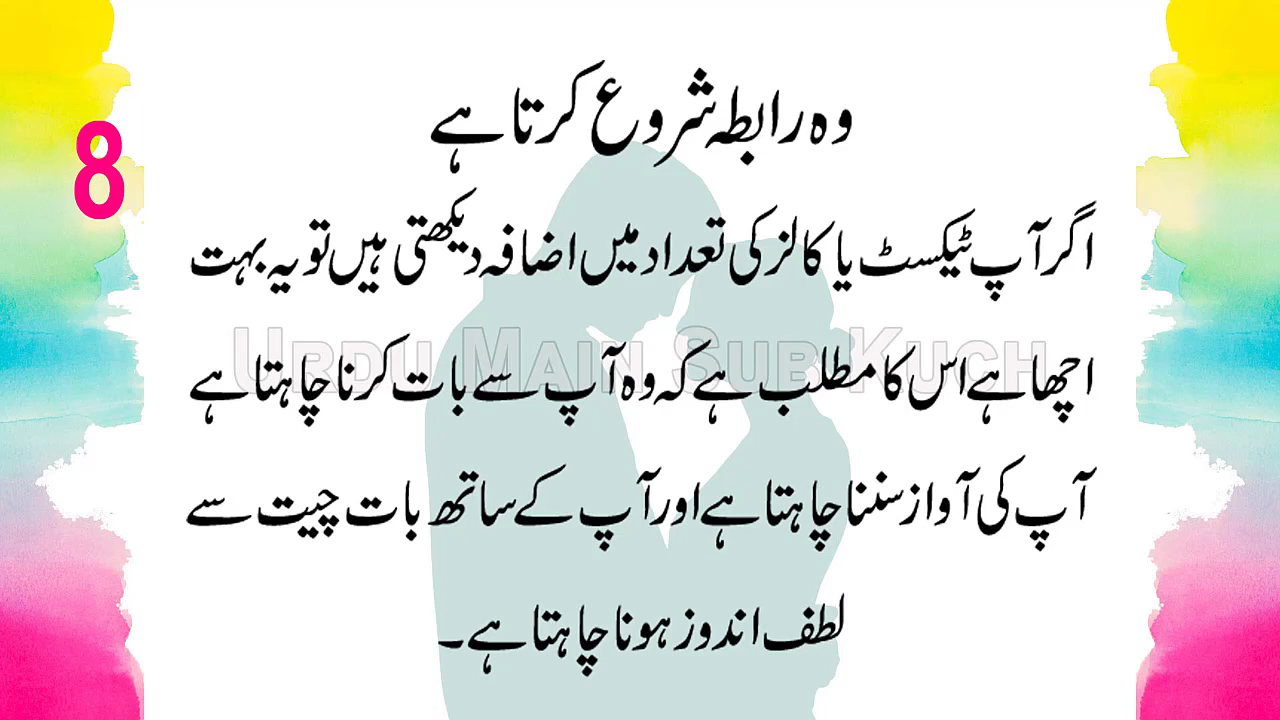 8
وہ رابطہ شروع کرتا ہے
اگر آپ ٹیکسٹ یا کالز کی تعداد میں اضافہ دیکھتی ہیں تو یہ بہت
اچھا ہے اس کا مطلب ہے کہ وہ آپ سے بات کرنا چاہتا ہے
URDU MAIN SUB KUCH
آپ کی آواز سننا چاہتا ہے اور آپ کے ساتھ بات چیت سے
لطف اندوز ہونا چاہتا ہے۔